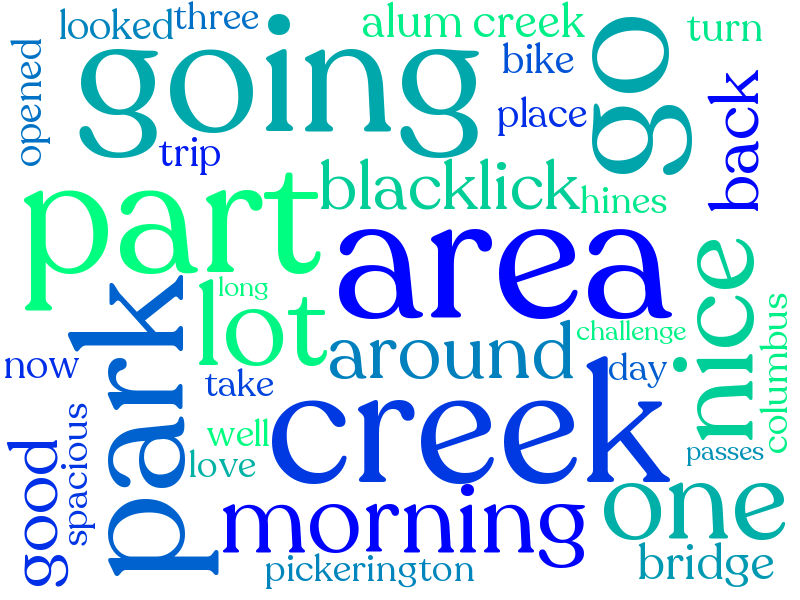 looked
three
alum creek
turn
opened
going
bike
go
place
back
trip
part
blacklick
hines
area
nice
long
lot
park
around
challenge
columbus
now
take
day
creek
good
spacious
well
love
passes
morning
one
pickerington
bridge